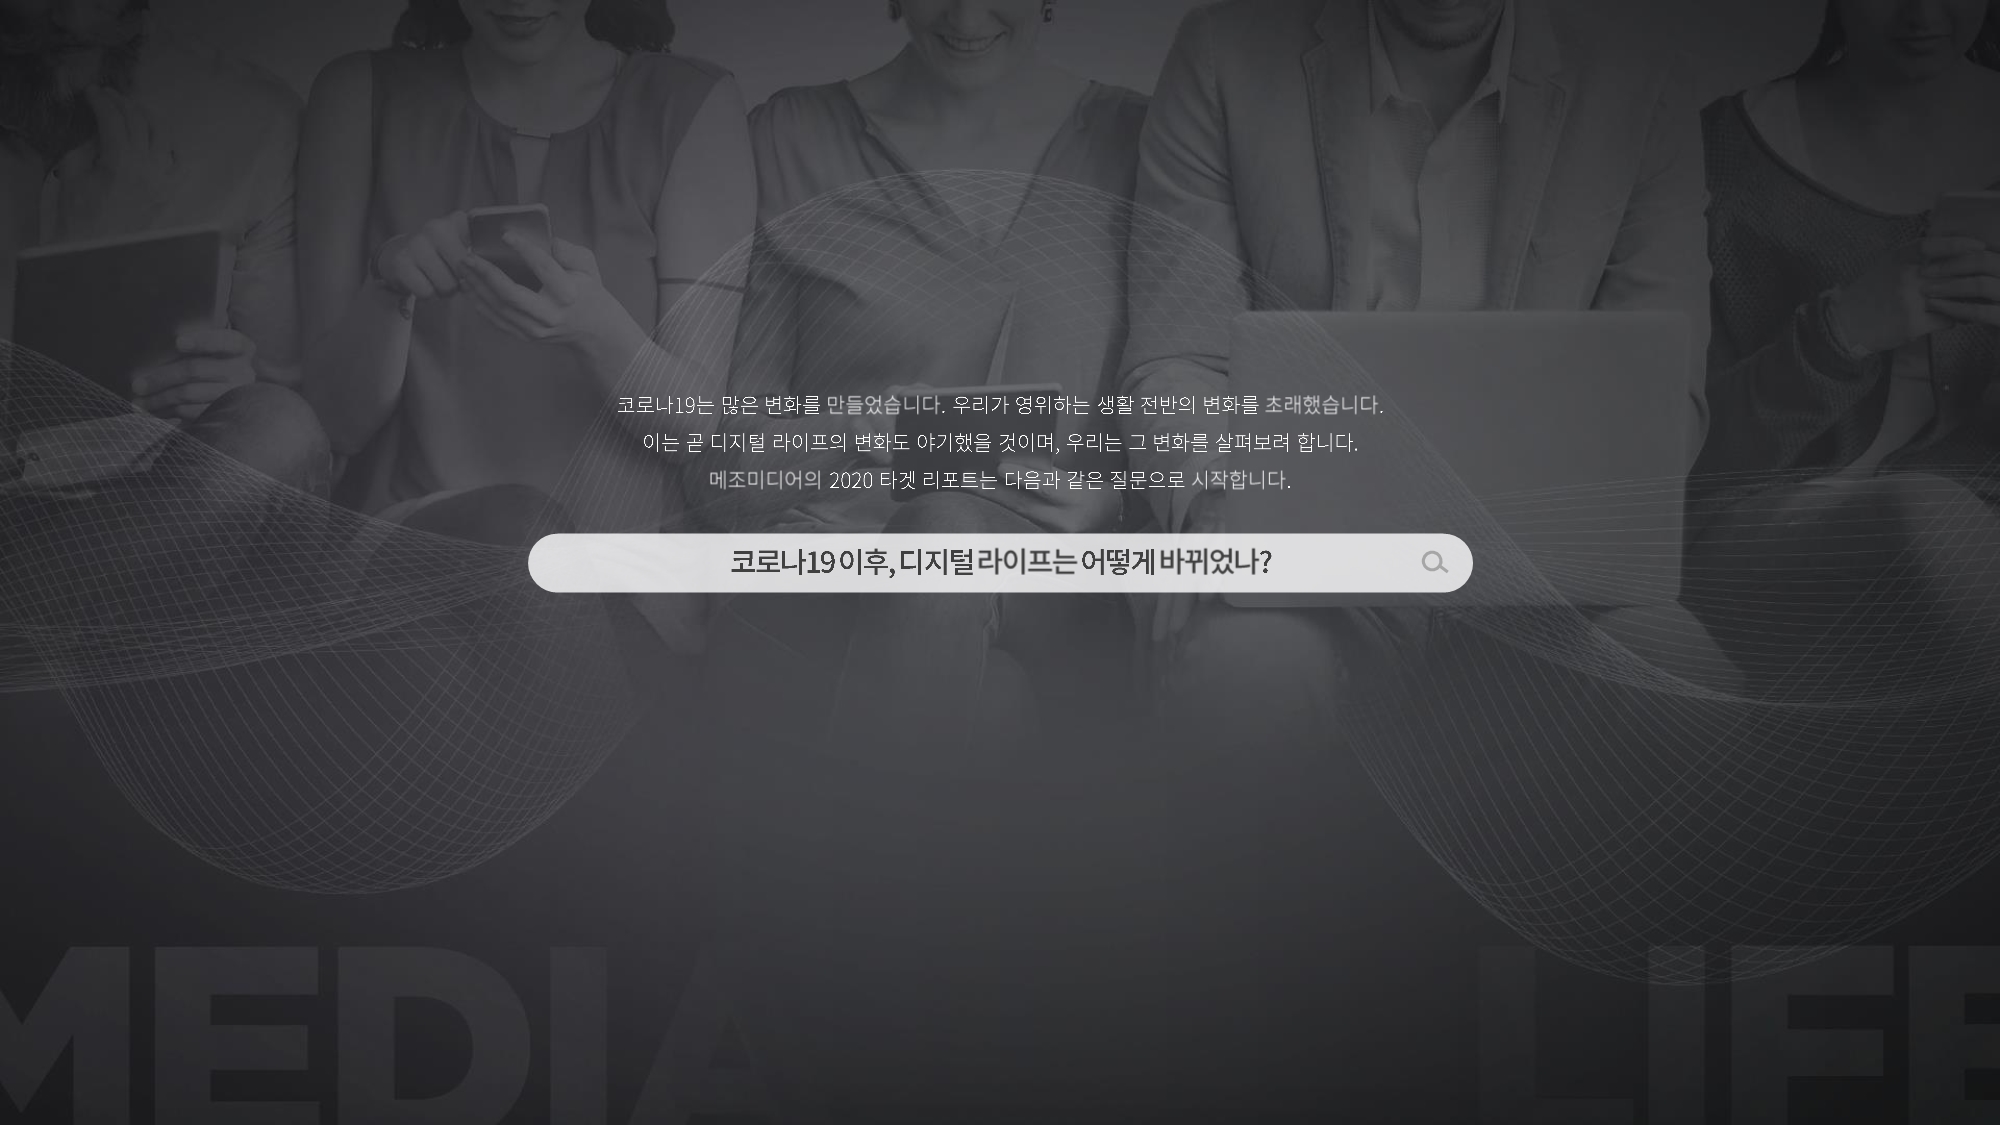 코로나19는 많은 변화를 만들었습니다. 우리가 영위하는 생활 전반의 변화를 초래했습니다.
이는 곧 디지털 라이프의 변화도 야기했을 것이며, 우리는 그 변화를 살펴보려 합니다.
메조미디어의 2020 타겟 리포트는 다음과 같은 질문으로 시작합니다.
코로나19 이후, 디지털 라이프는 어떻게 바뀌었나?
MEDIA LIFE